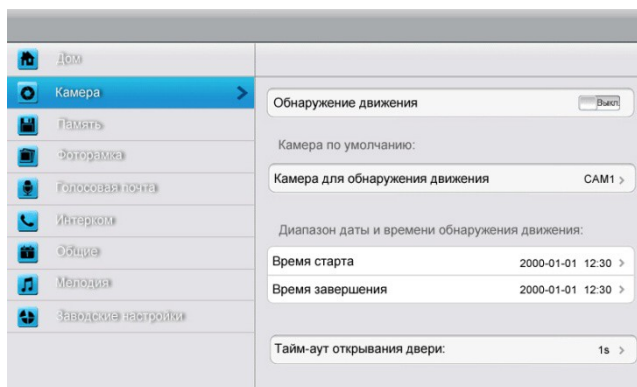 Дом
Камера
Память
Фоторамка
Голосовая почта
Интерком
Общие
Мелодия
Заводские настройки
Обнаружение движения Выкл
Камера по умолчанию:
Камера для обнаружения движения CAM1
Диапазон даты и времени обнаружения движения:
Время старта 2000-01-01 12:30
Время завершения 2000-01-01 12:30
Тайм-аут открывания двери: 1s